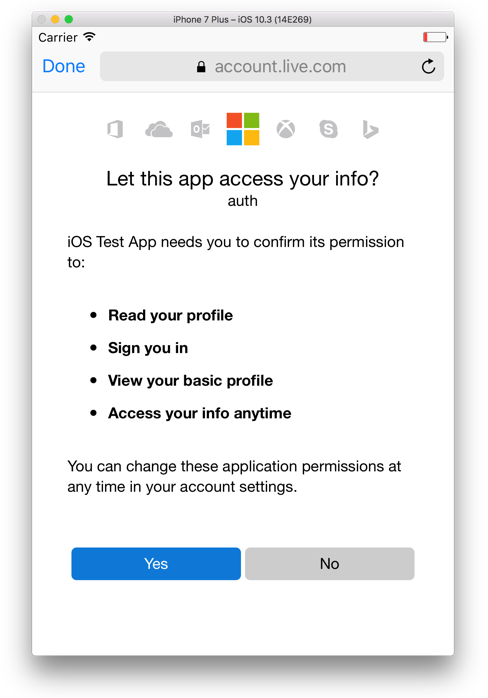 iPhone 7 Plus – iOS 10.3 (14E269)
Carrier
Done account.live.com
Let this app access your info?
auth
iOS Test App needs you to confirm its permission
to:
• Read your profile
• Sign you in
• View your basic profile
• Access your info anytime
You can change these application permissions at
any time in your account settings.
Yes No